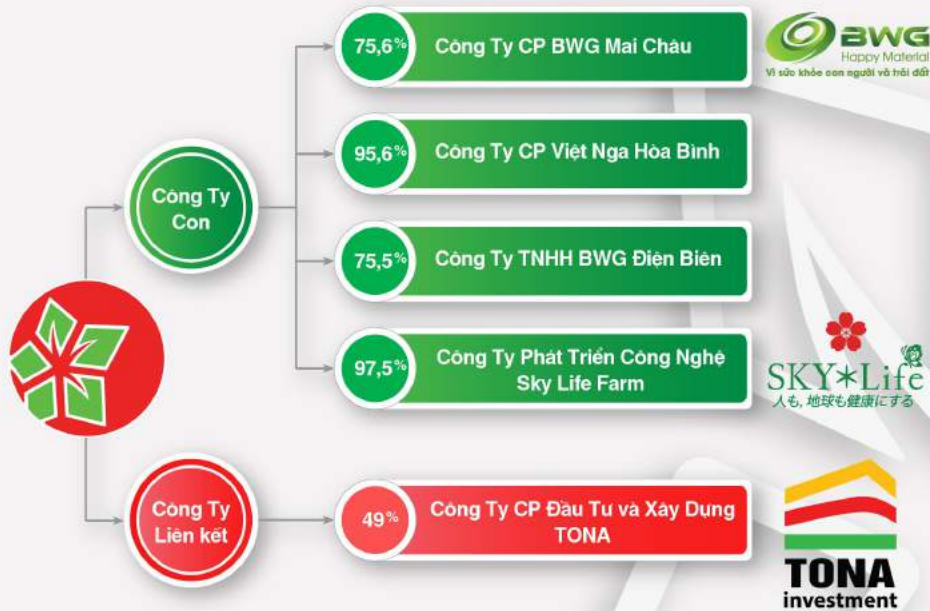 75,6%
Công Ty CP BWG Mai Châu
BWG
Happy Material
Vì sức khỏe con người và trái đất
95,6%
Công Ty CP Việt Nga Hòa Bình
Công Ty
Con
75,5%
Công Ty TNHH BWG Điện Biên
97,5%
Công Ty Phát Triển Công Nghệ
Sky Life Farm
SKY*Life
人も,地球も健康にする
Công Ty
Liên kết
49%
Công Ty CP Đầu Tư và Xây Dựng
TONA
TONA
investment